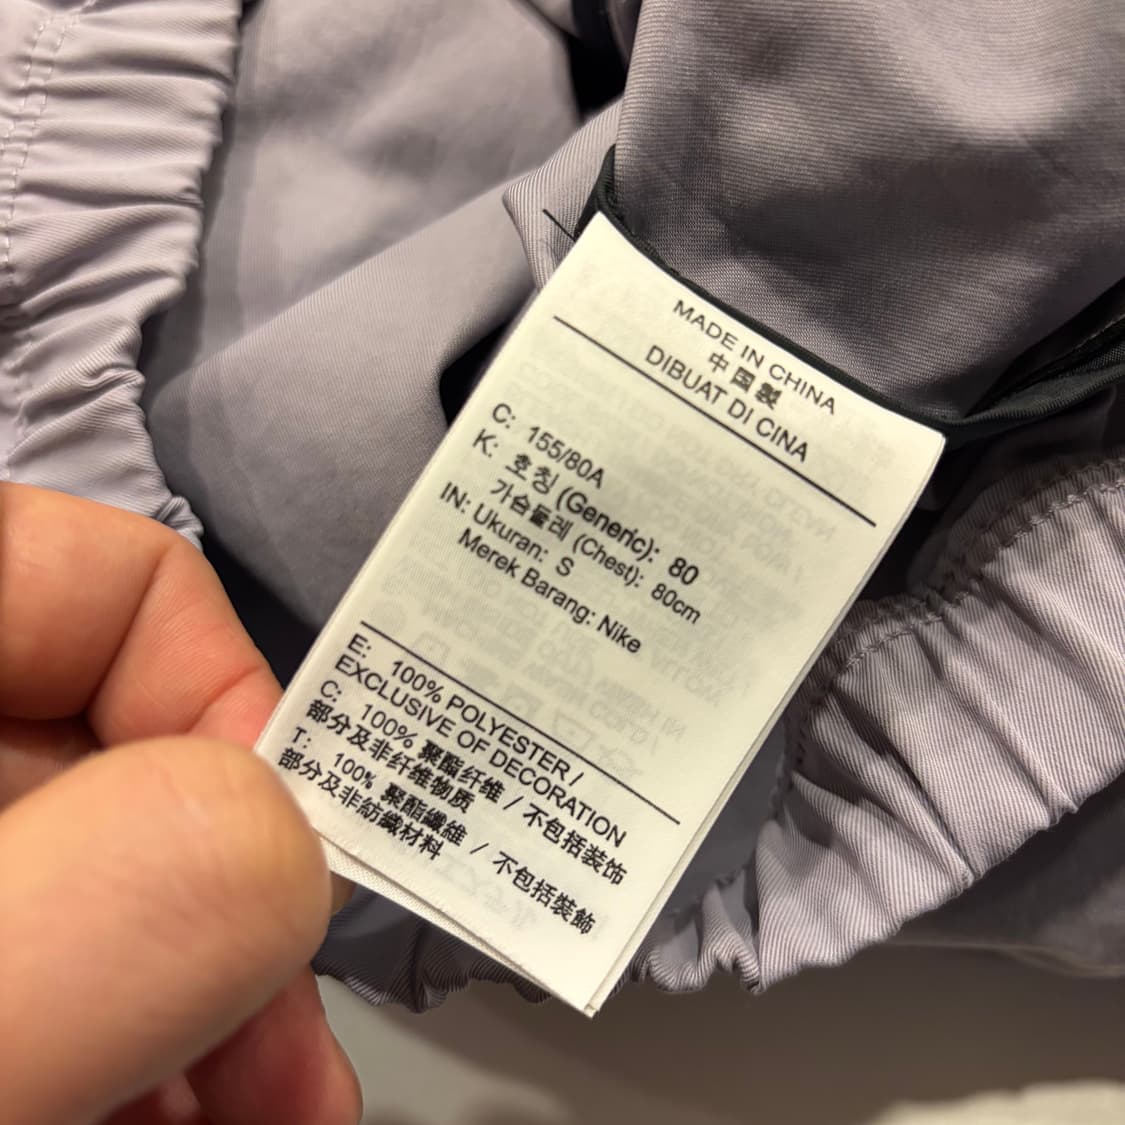 MADE IN CHINA
中国製
DIBUAT DI CINA
C: 155/80A
K: 호칭 (Generic): 80
가슴둘레 (Chest): 80cm
IN: Ukuran: S
Merek Barang: Nike
E: 100% POLYESTER /
EXCLUSIVE OF DECORATION
C: 100% 聚酯纤维 / 不包括装饰
部分及非纤维物质
T: 100% 聚酯纖維 / 不包括裝飾
部分及非紡織材料